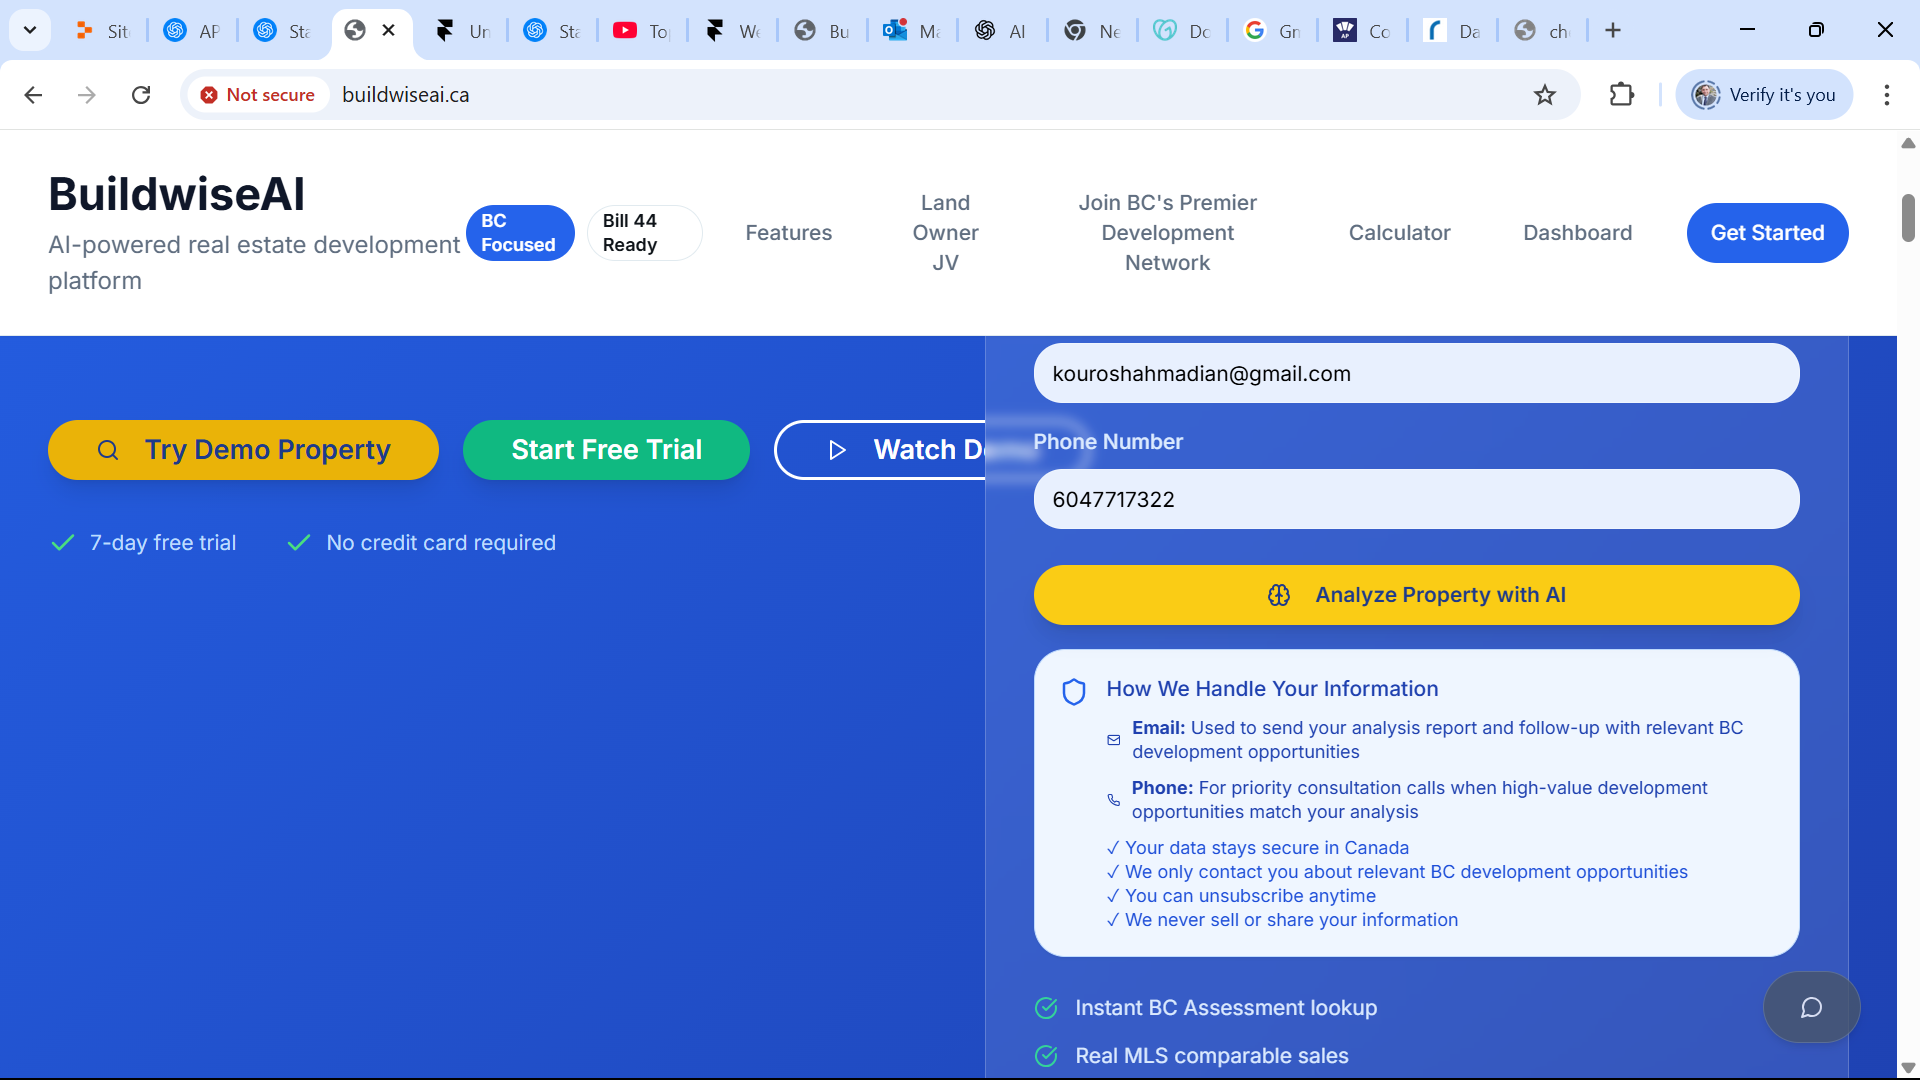 Sit
AP
Sta
Un
Sta
To
We
Bu
Ma
AI
Ne
Do
Gn
Co
Da
ch
Not secure
buildwiseai.ca
Verify it's you
BuildwiseAI
AI-powered real estate development
platform
BC
Focused
Bill 44
Ready
Features
Land
Owner
JV
Join BC's Premier
Development
Network
Calculator
Dashboard
Get Started
Try Demo Property
Start Free Trial
Watch Demo
7-day free trial
No credit card required
kouroshahmadian@gmail.com
Phone Number
6047717322
Analyze Property with AI
How We Handle Your Information
Email: Used to send your analysis report and follow-up with relevant BC
development opportunities
Phone: For priority consultation calls when high-value development
opportunities match your analysis
✓ Your data stays secure in Canada
✓ We only contact you about relevant BC development opportunities
✓ You can unsubscribe anytime
✓ We never sell or share your information
Instant BC Assessment lookup
Real MLS comparable sales